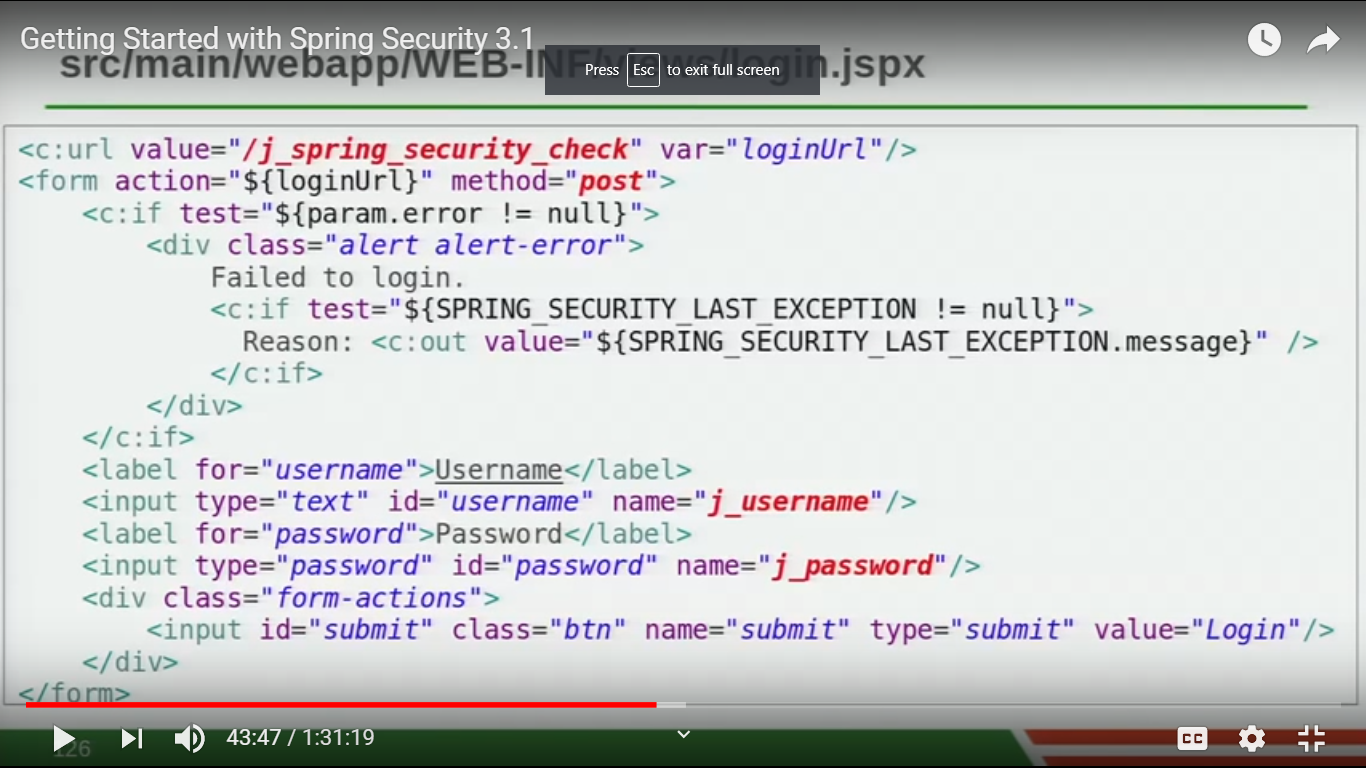 Getting Started with Spring Security 3.1
src/main/webapp/WEB-INF/views/login.jspx
Press Esc to exit full screen
<c:url value="/j_spring_security_check" var="loginUrl"/>
<form action="${loginUrl}" method="post">
<c:if test="${param.error != null}">
<div class="alert alert-error">
Failed to login.
<c:if test="${SPRING_SECURITY_LAST_EXCEPTION != null}">
Reason: <c:out value="${SPRING_SECURITY_LAST_EXCEPTION.message}" />
</c:if>
</div>
</c:if>
<label for="username">Username</label>
<input type="text" id="username" name="j_username"/>
<label for="password">Password</label>
<input type="password" id="password" name="j_password"/>
<div class="form-actions">
<input id="submit" class="btn" name="submit" type="submit" value="Login"/>
</div>
</form>
43:47 / 1:31:19
CC
126